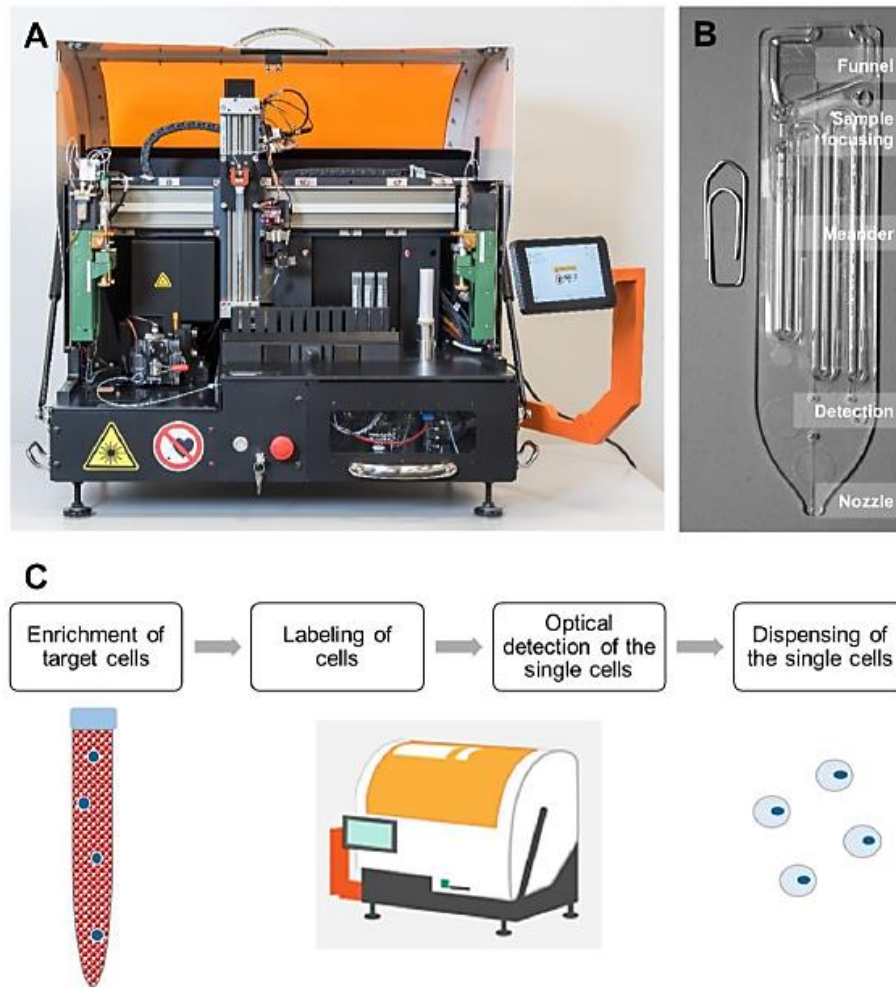 A
B
Funnel
Sample
focusing
Meander
Detection
Nozzle
C
Enrichment of
target cells
Labeling of
cells
Optical
detection of the
single cells
Dispensing of
the single cells